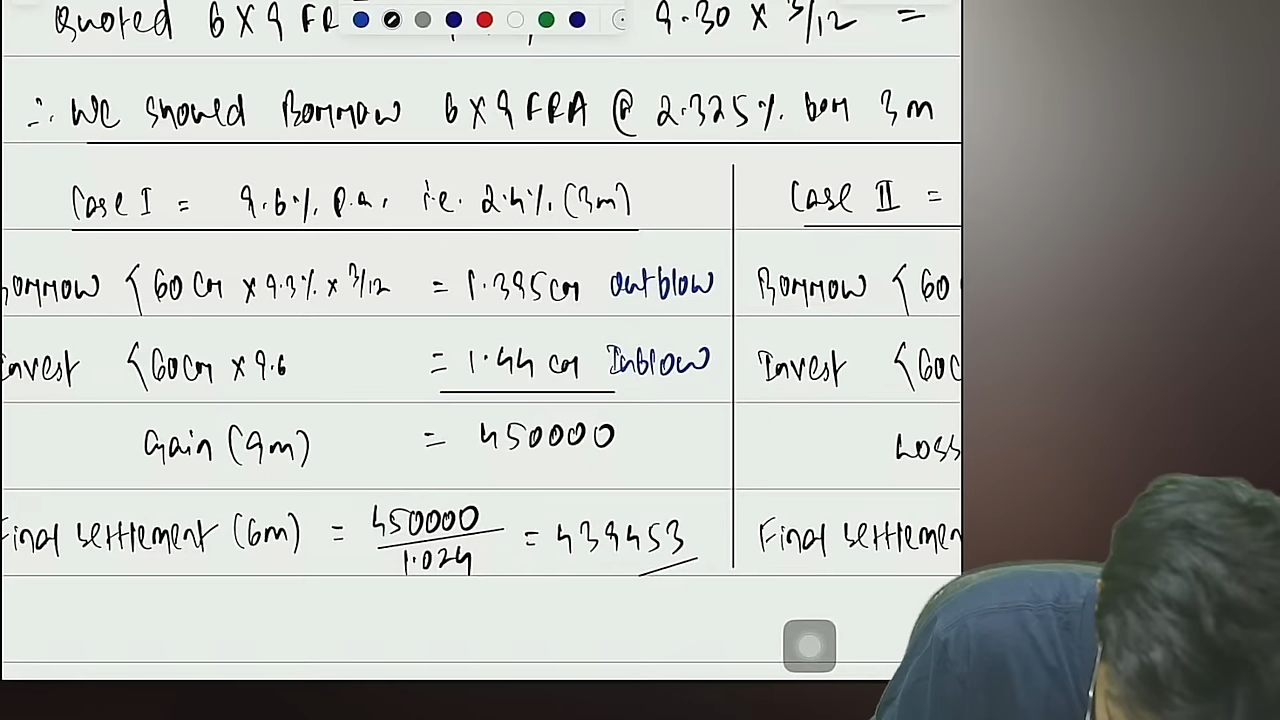 Quoted 6 X 9 FR 9.30 X 3/12 =
∴ We should Borrow 6 X 9 FRA @ 2.325% for 3m
Case I = 9.6% p.a. i.e. 2.4% (3m)
Case II =
Borrow { 60 Cr x 9.3% x 3/12 = 1.395 cr outflow
Borrow { 60
Invest { 60 Cr x 9.6 = 1.44 cr Inflow
Invest { 60 C
Gain (9m) = 450000
Loss
Final settlement (6m) = 450000 / 1.024 = 439453
Final settlemen